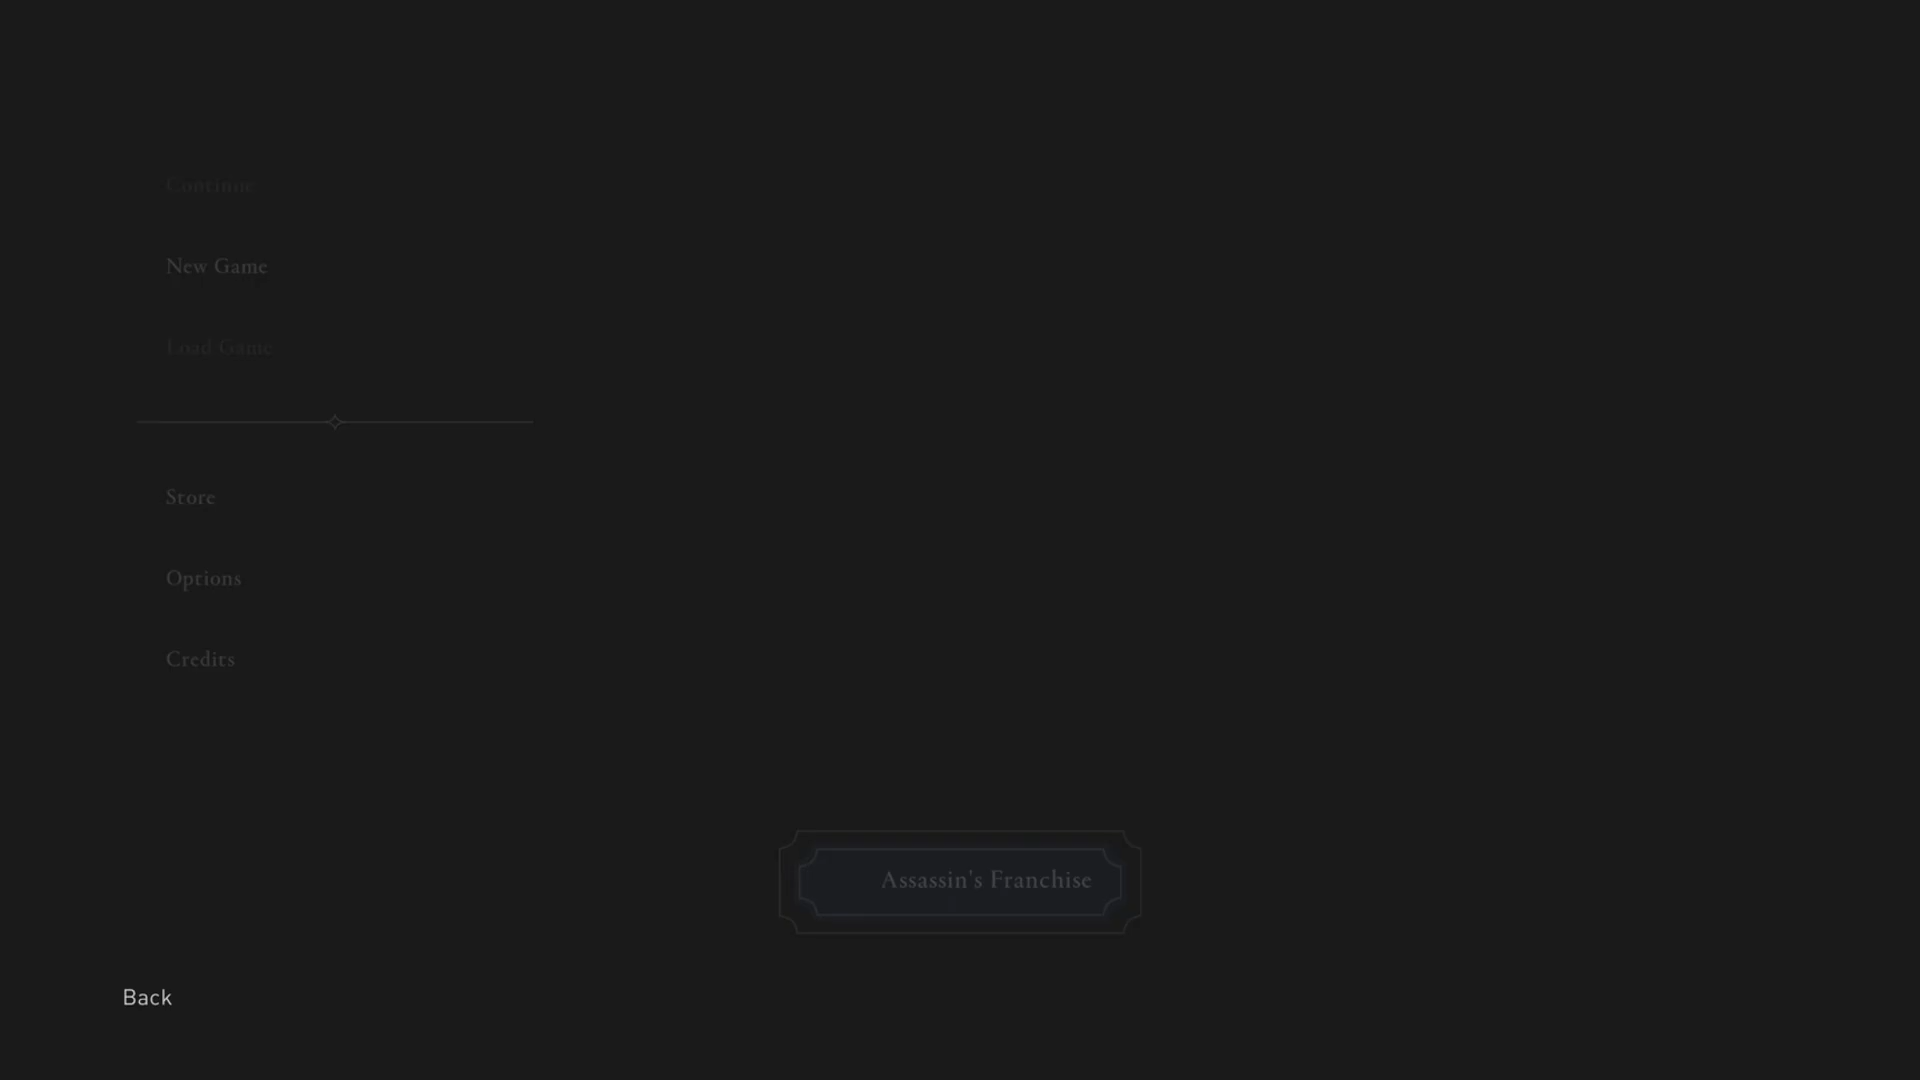 Continue
New Game
Load Game
Store
Options
Credits
Assassin's Franchise
Back